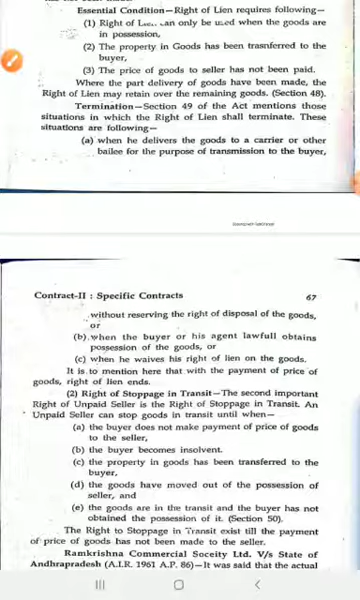 Essential Condition—Right of Lien requires following—
(1) Right of can only be used when the goods are
in possession,
(2) The property in Goods has been trasnferred to the
buyer,
(3) The price of goods to seller has not been paid.
Where the part delivery of goods have been made, the
Right of Lien may retain over the remaining goods. (Section 48).
Termination—Section 49 of the Act mentions those
situations in which the Right of Lien shall terminate. These
situations are following—
(a) when he delivers the goods to a carrier or other
bailee for the purpose of transmission to the buyer,
Contract-II : Specific Contracts 67
without reserving the right of disposal of the goods,
or
(b) when the buyer or his agent lawfull obtains
possession of the goods, or
(c) when he waives his right of lien on the goods.
It is to mention here that with the payment of price of
goods, right of lien ends.
(2) Right of Stoppage in Transit—The second important
Right of Unpaid Seller is the Right of Stoppage in Transit. An
Unpaid Seller can stop goods in transit until when—
(a) the buyer does not make payment of price of goods
to the seller,
(b) the buyer becomes insolvent.
(c) the property in goods has been transferred to the
buyer,
(d) the goods have moved out of the possession of
seller, and
(e) the goods are in the transit and the buyer has not
obtained the possession of it. (Section 50).
The Right to Stoppage in Transit exist till the payment
of price of goods has not been made to the seller.
Ramkrishna Commercial Soceity Ltd. V/s State of
Andhrapradesh (A.I.R. 1961 A.P. 86)—It was said that the actual